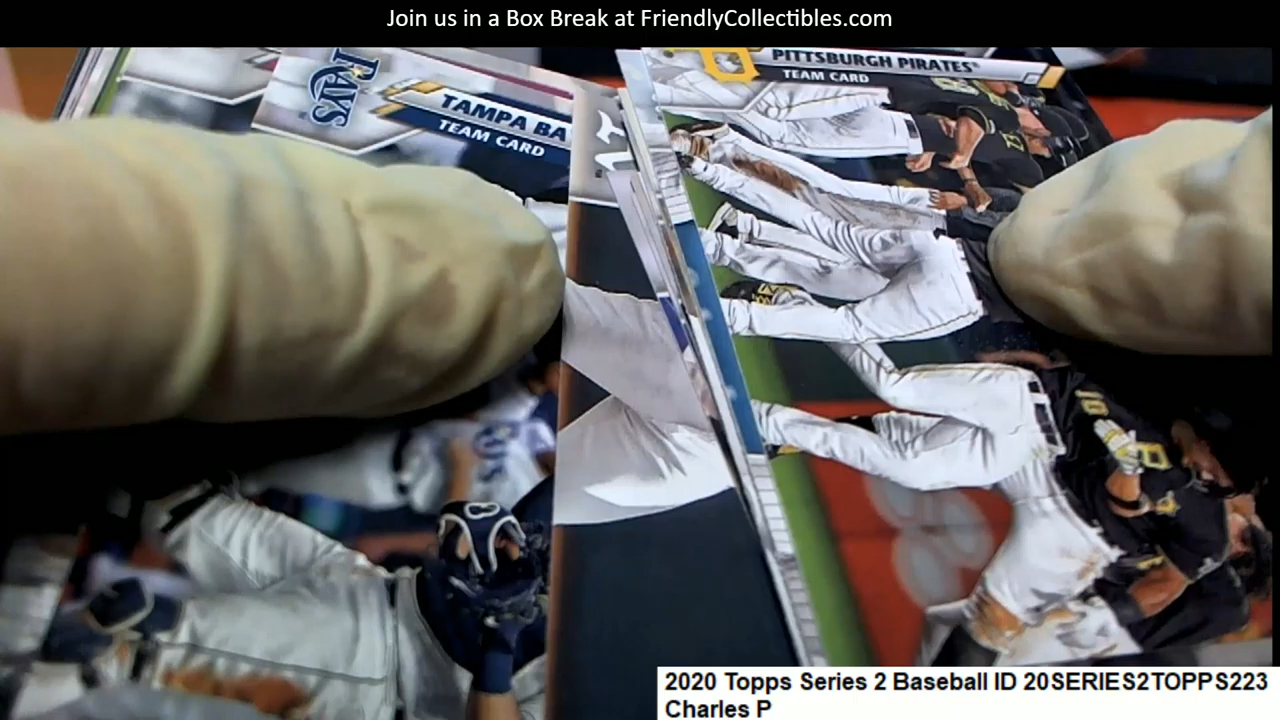 Join us in a Box Break at FriendlyCollectibles.com
PITTSBURGH PIRATES
TEAM CARD
RAYS
TAMPA BA
TEAM CARD
2020 Topps Series 2 Baseball ID 20SERIES2TOPPS223
Charles P